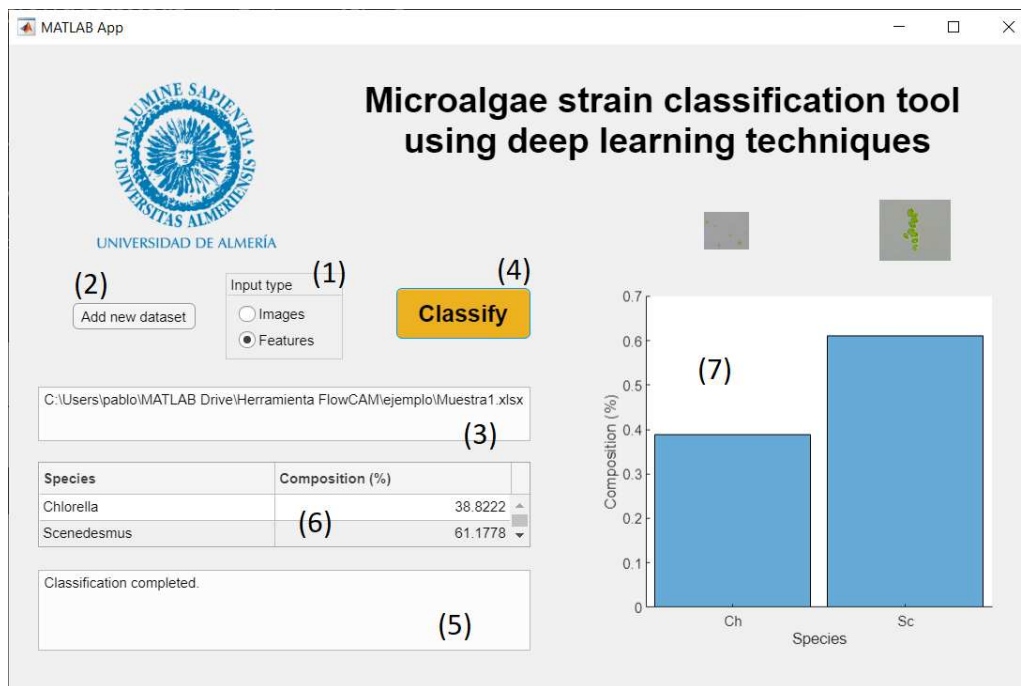 MATLAB App
IN LUMINE SAPIENTIA
UNIVERSITAS ALMERIENSIS
UNIVERSIDAD DE ALMERÍA
Microalgae strain classification tool
using deep learning techniques
(1)
(2)
(4)
Input type
Add new dataset
Images
Features
Classify
C:\Users\pablo\MATLAB Drive\Herramienta FlowCAM\ejemplo\Muestra1.xlsx
(3)
Species Composition (%)
Chlorella 38.8222
Scenedesmus 61.1778
(6)
Classification completed.
(5)
0.7
0.6
0.5
0.4
0.3
0.2
0.1
0
Composition (%)
(7)
Ch Sc
Species